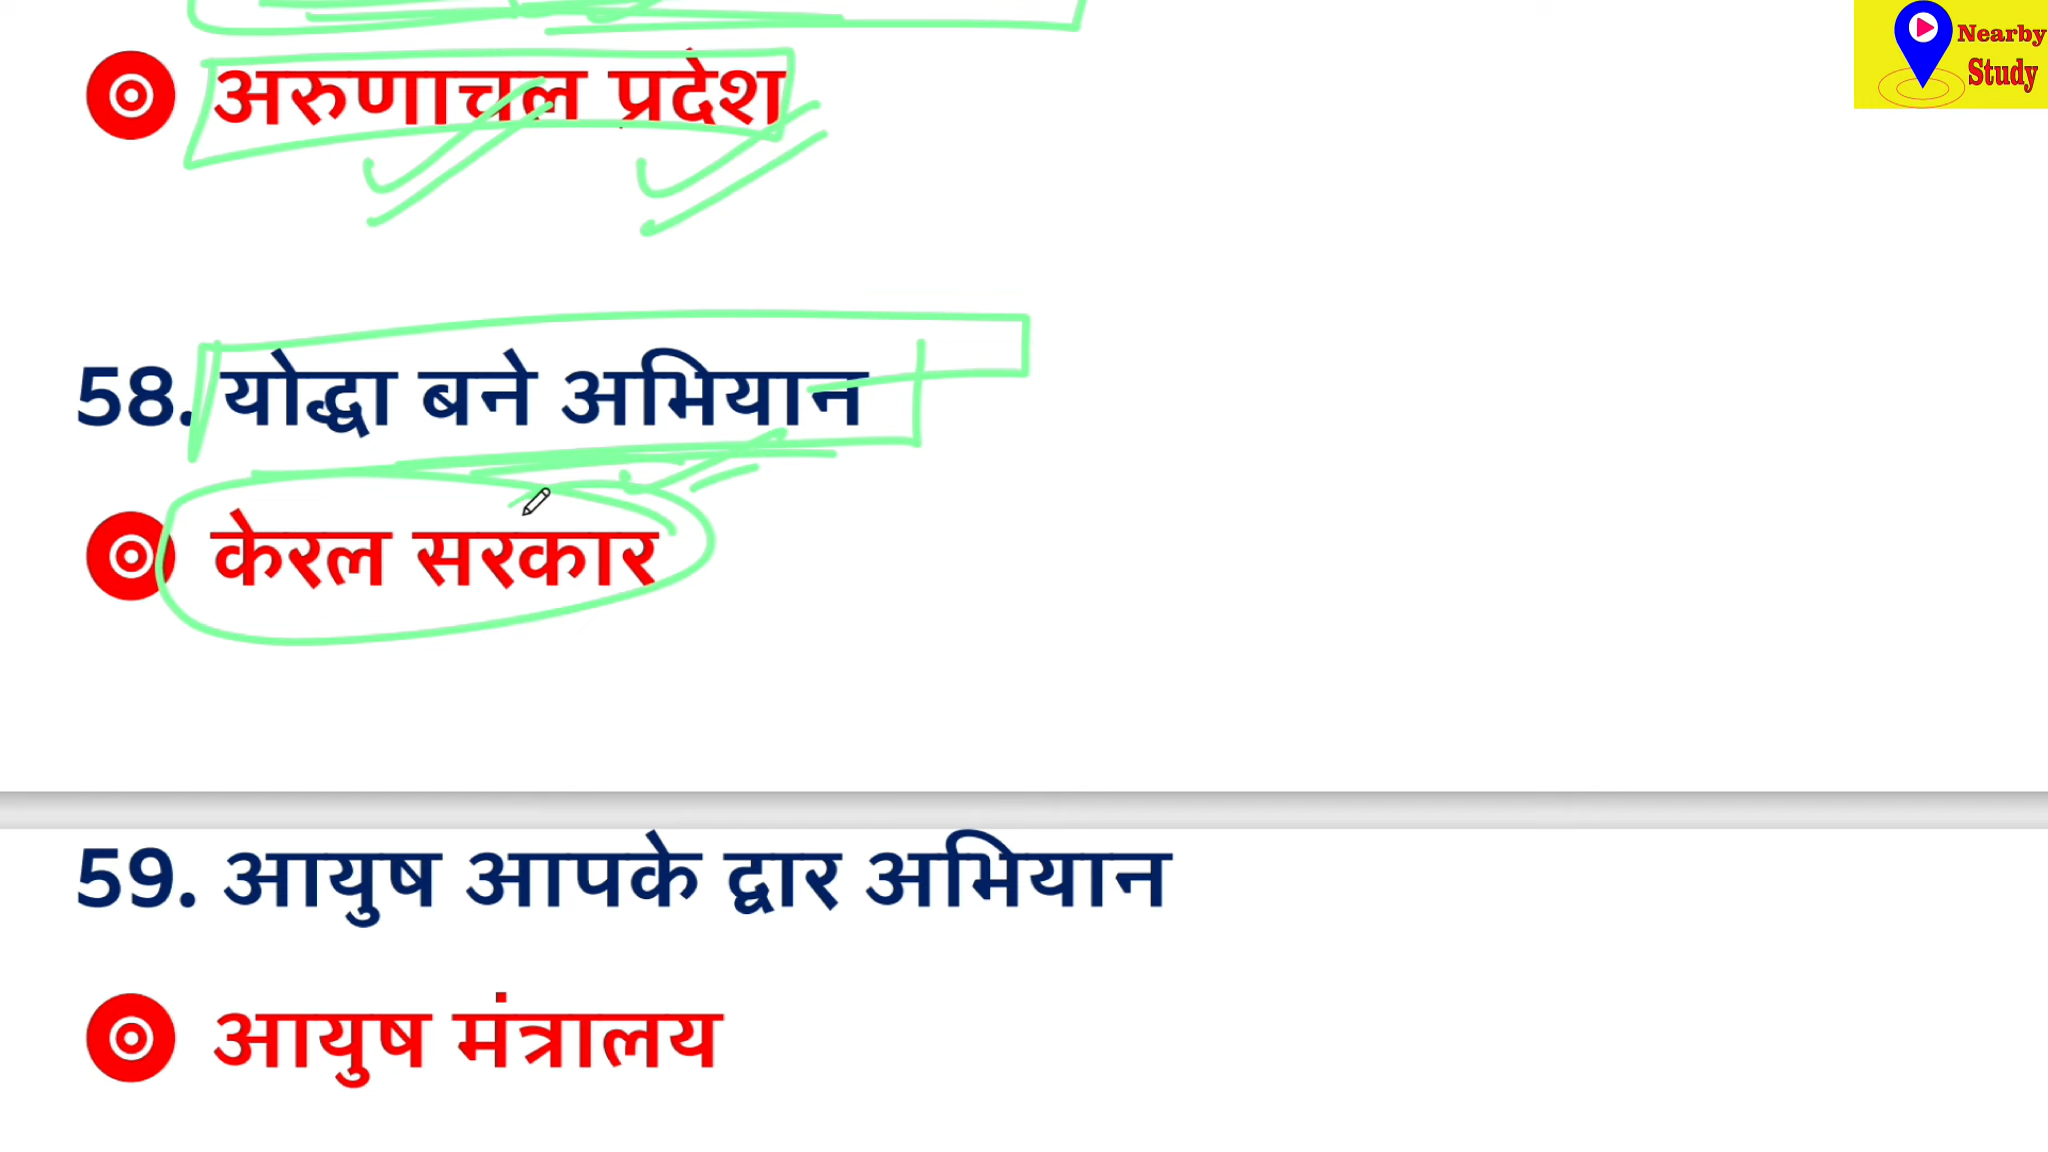 Nearby
Study
अरुणाचल प्रदेश
58. योद्धा बने अभियान
केरल सरकार
59. आयुष आपके द्वार अभियान
आयुष मंत्रालय